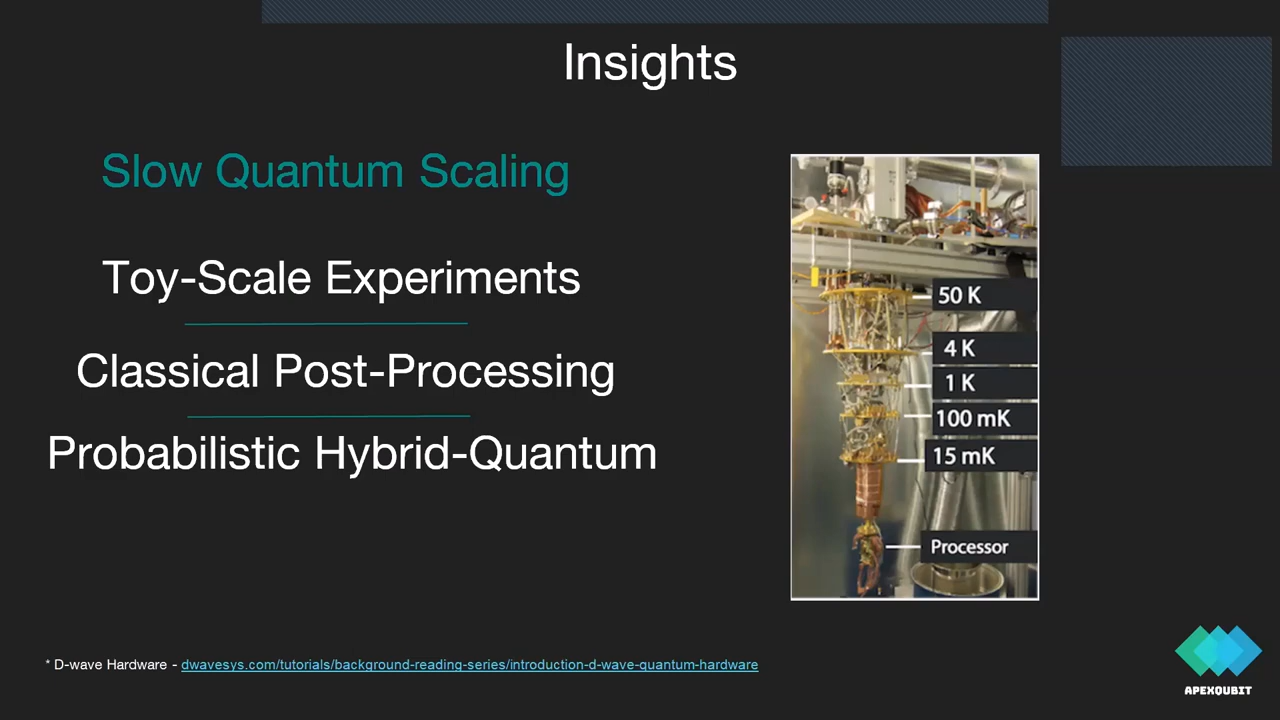 Insights
Slow Quantum Scaling
Toy-Scale Experiments
Classical Post-Processing
Probabilistic Hybrid-Quantum
50 K
4 K
1 K
100 mK
15 mK
Processor
* D-wave Hardware - dwavesys.com/tutorials/background-reading-series/introduction-d-wave-quantum-hardware
APEXQUBIT